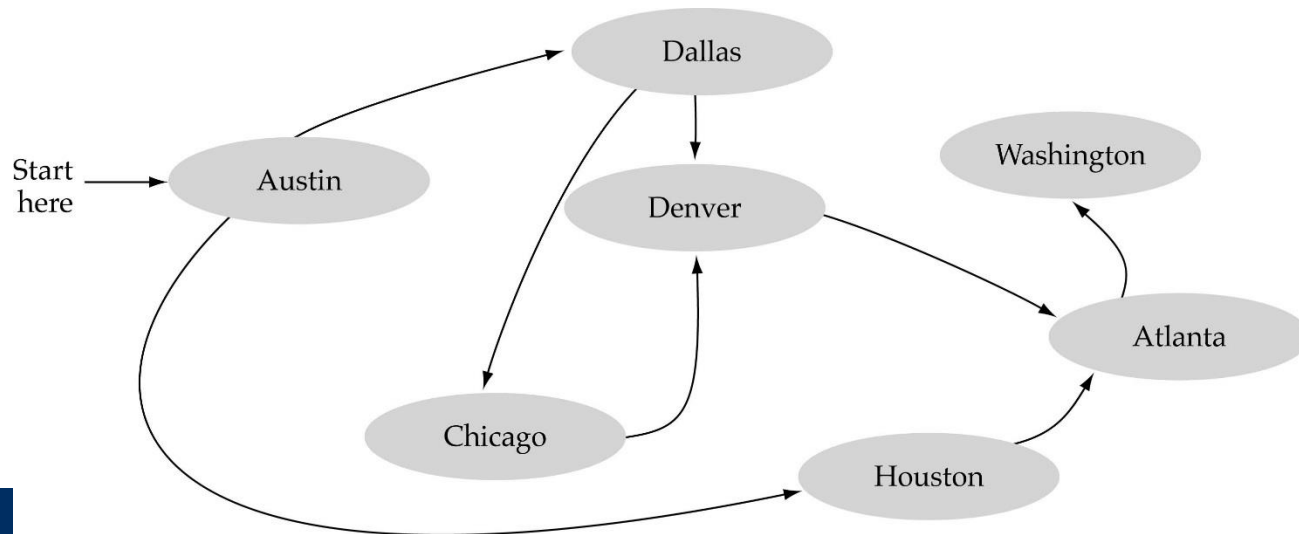 Dallas
Washington
Start
here
Austin
Denver
Atlanta
Chicago
Houston